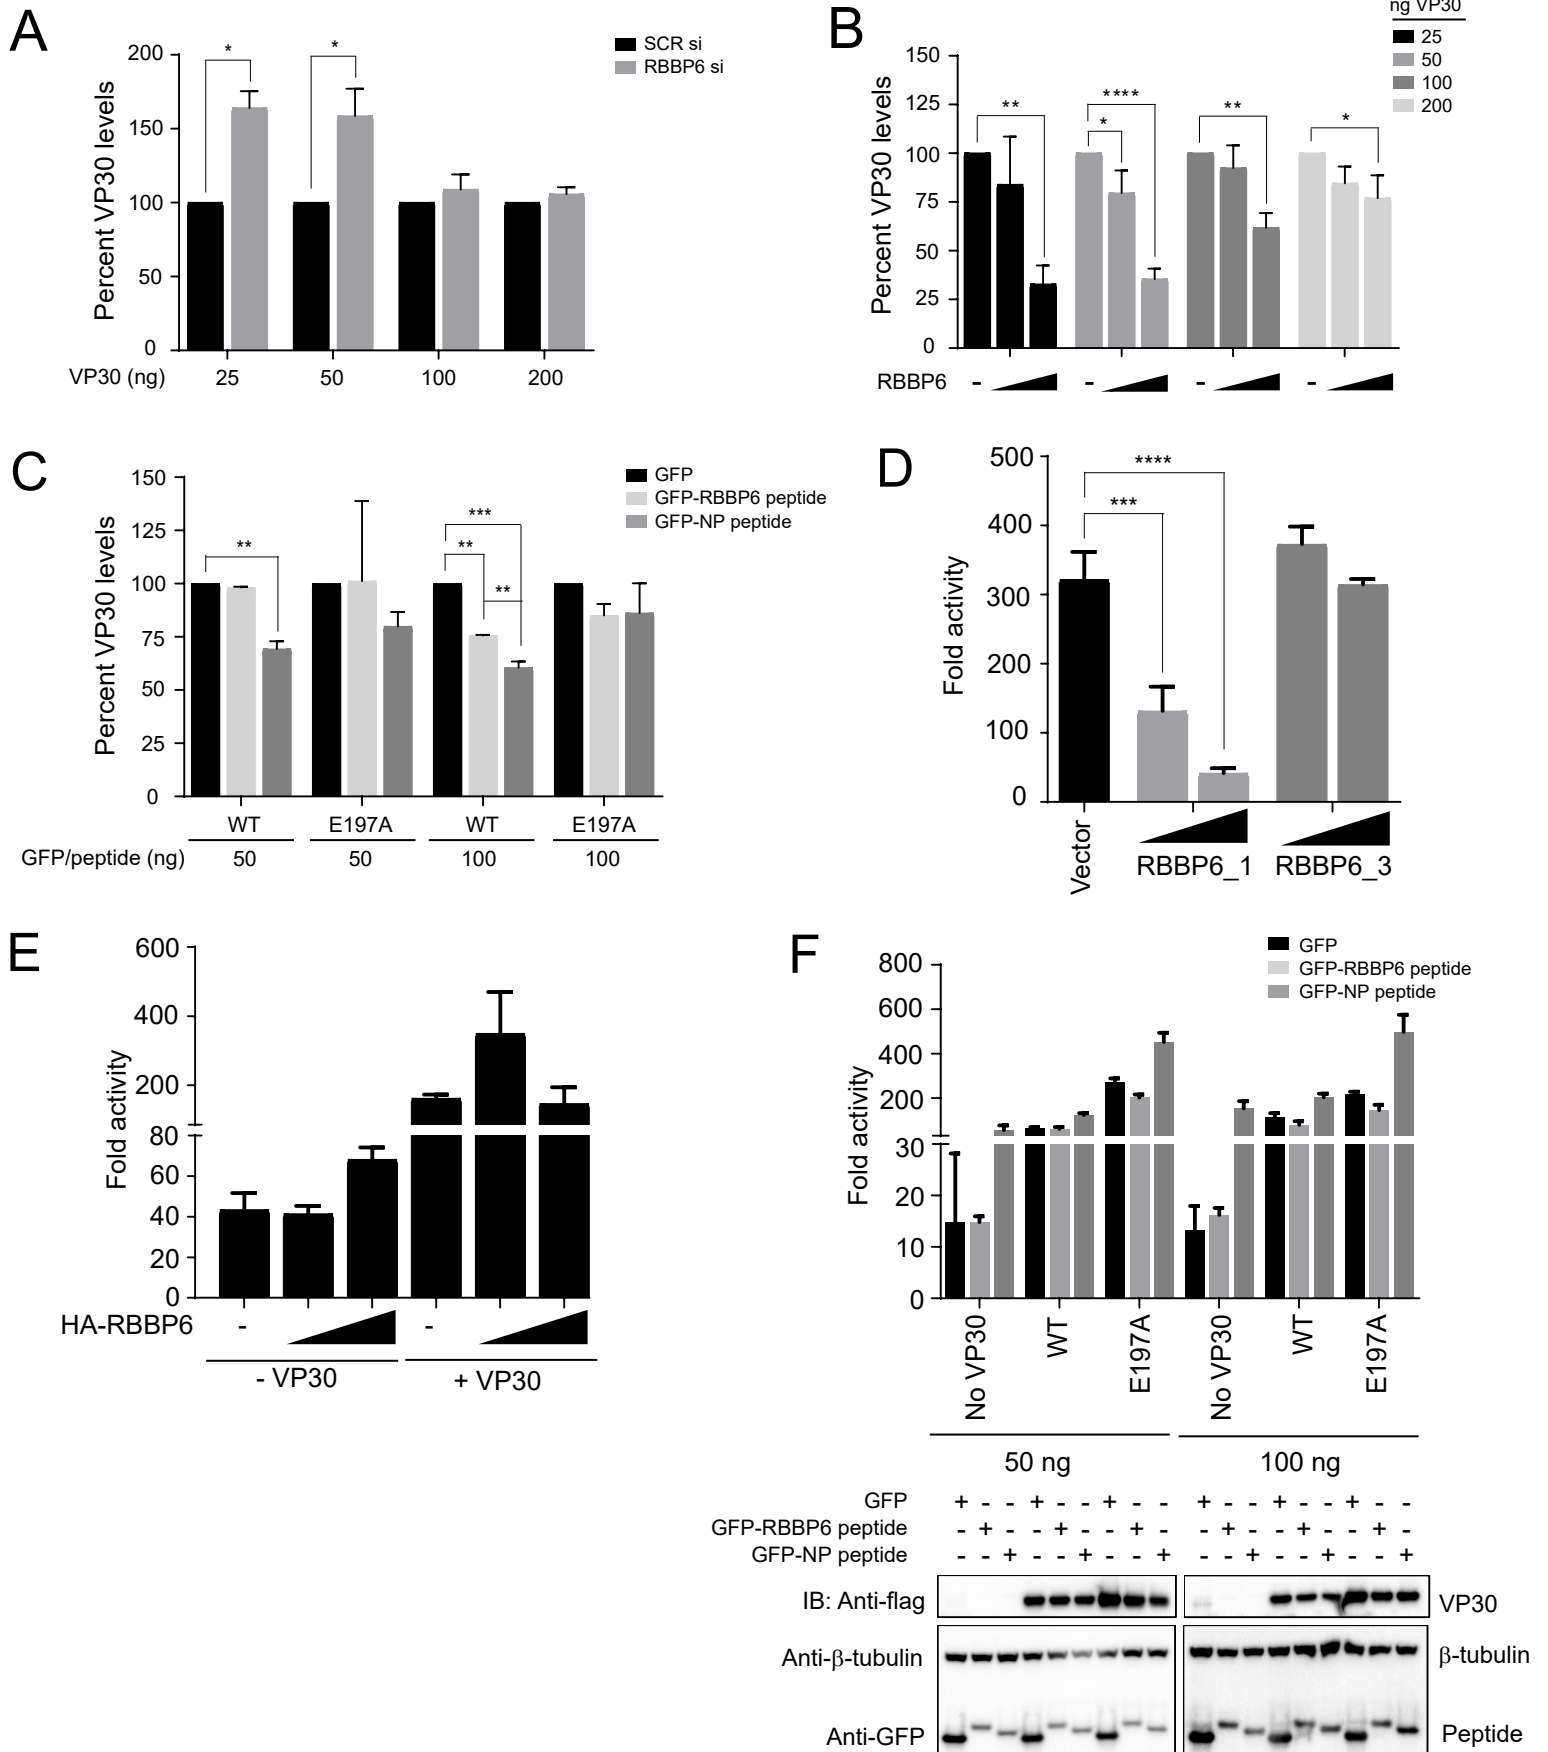 A
200
150
100
50
0
Percent VP30 levels
*
*
SCR si
RBBP6 si
VP30 (ng)
25
50
100
200
B
ng VP30
25
50
100
200
150
125
100
75
50
25
0
Percent VP30 levels
**
****
*
**
*
RBBP6
-
-
-
-
C
150
125
100
75
50
25
0
Percent VP30 levels
GFP
GFP-RBBP6 peptide
GFP-NP peptide
**
***
**
**
WT E197A WT E197A
GFP/peptide (ng) 50 50 100 100
D
500
400
300
200
100
0
Fold activity
****
***
Vector
RBBP6_1
RBBP6_3
E
600
400
200
80
60
40
20
0
Fold activity
HA-RBBP6 - -
- VP30 + VP30
F
800
600
400
200
30
20
10
0
Fold activity
GFP
GFP-RBBP6 peptide
GFP-NP peptide
No VP30
WT
E197A
No VP30
WT
E197A
50 ng 100 ng
GFP + - - + - - + - - + - - + - - + - -
GFP-RBBP6 peptide - + - - + - - + - - + - - + - - + -
GFP-NP peptide - - + - - + - - + - - + - - + - - +
IB: Anti-flag VP30
Anti-β-tubulin β-tubulin
Anti-GFP Peptide